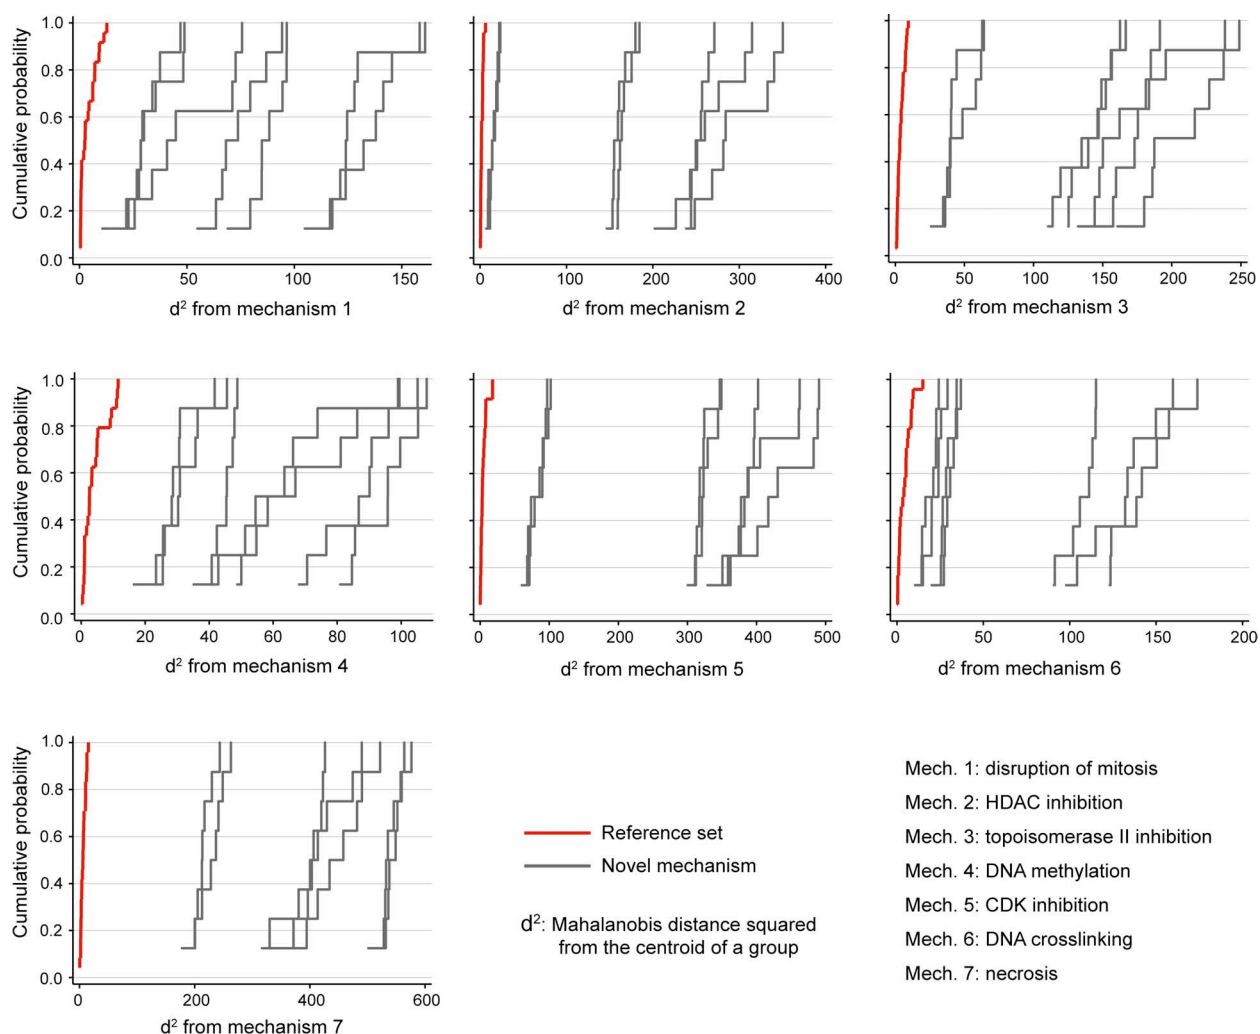 Cumulative probability
1.0
0.8
0.6
0.4
0.2
0.0
0 50 100 150
d² from mechanism 1
0 100 200 300 400
d² from mechanism 2
0 50 100 150 200 250
d² from mechanism 3
Cumulative probability
1.0
0.8
0.6
0.4
0.2
0.0
0 20 40 60 80 100
d² from mechanism 4
0 100 200 300 400 500
d² from mechanism 5
0 50 100 150 200
d² from mechanism 6
Cumulative probability
1.0
0.8
0.6
0.4
0.2
0.0
0 200 400 600
d² from mechanism 7
Reference set
Novel mechanism
d²: Mahalanobis distance squared
from the centroid of a group
Mech. 1: disruption of mitosis
Mech. 2: HDAC inhibition
Mech. 3: topoisomerase II inhibition
Mech. 4: DNA methylation
Mech. 5: CDK inhibition
Mech. 6: DNA crosslinking
Mech. 7: necrosis